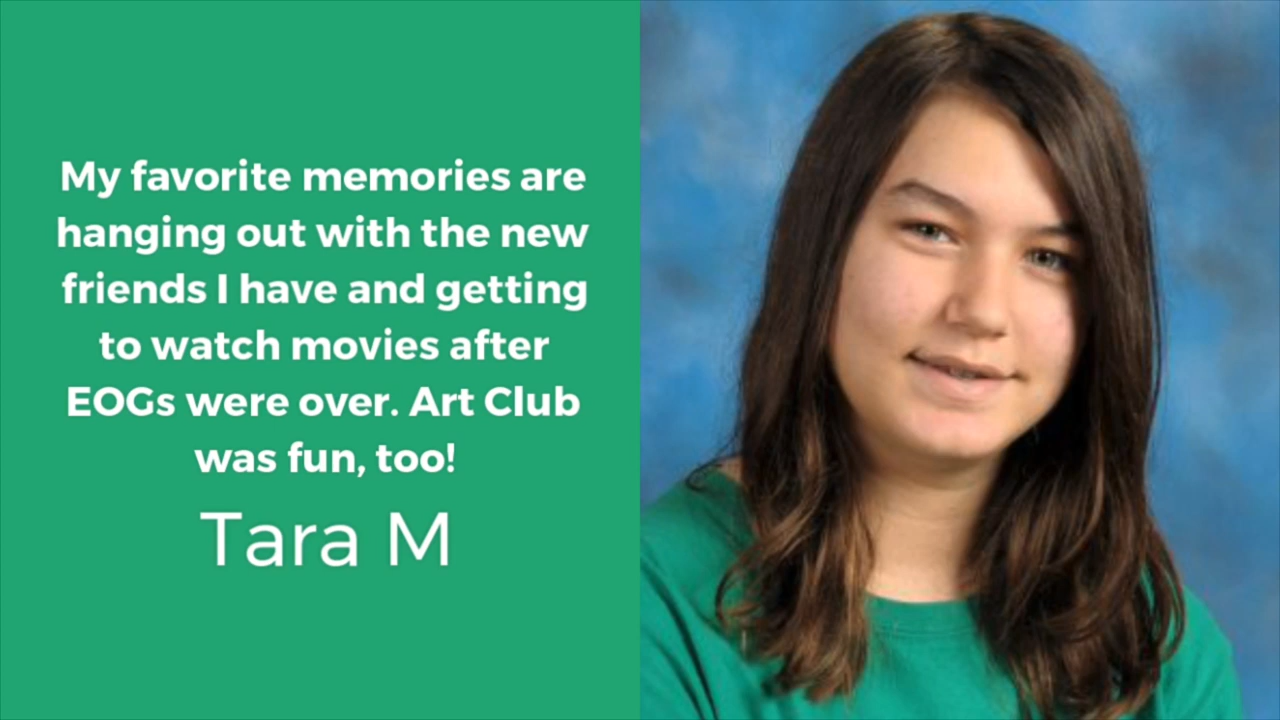 My favorite memories are
hanging out with the new
friends I have and getting
to watch movies after
EOGs were over. Art Club
was fun, too!
Tara M